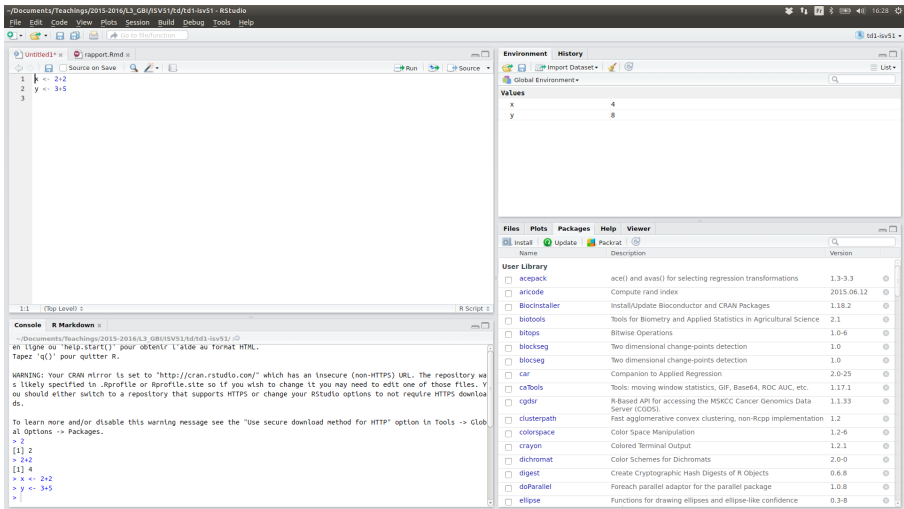 ~/Documents/Teachings/2015-2016/L3_GBI/ISV51/td/td1-isv51 - RStudio
Fr 16:28
File Edit Code View Plots Session Build Debug Tools Help
Go to file/function
td1-isv51
Untitled1* rapport.Rmd
Source on Save Run Source
1 x <- 2+2
2 y <- 3+5
3
1:1 (Top Level) R Script
Console R Markdown
~/Documents/Teachings/2015-2016/L3_GBI/ISV51/td/td1-isv51/
en ligne ou 'help.start()' pour obtenir l'aide au format HTML.
Tapez 'q()' pour quitter R.
WARNING: Your CRAN mirror is set to "http://cran.rstudio.com/" which has an insecure (non-HTTPS) URL. The repository wa
s likely specified in .Rprofile or Rprofile.site so if you wish to change it you may need to edit one of those files. Y
ou should either switch to a repository that supports HTTPS or change your RStudio options to not require HTTPS downloa
ds.
To learn more and/or disable this warning message see the "Use secure download method for HTTP" option in Tools -> Glob
al Options -> Packages.
> 2
[1] 2
> 2+2
[1] 4
> x <- 2+2
> y <- 3+5
>
Environment History
Import Dataset List
Global Environment
Values
x 4
y 8
Files Plots Packages Help Viewer
Install Update Packrat
Name Description Version
User Library
acepack ace() and avas() for selecting regression transformations 1.3-3.3
aricode Compute rand index 2015.06.12
BiocInstaller Install/Update Bioconductor and CRAN Packages 1.18.2
biotools Tools for Biometry and Applied Statistics in Agricultural Science 2.1
bitops Bitwise Operations 1.0-6
blockseg Two dimensional change-points detection 1.0
blocseg Two dimensional change-points detection 1.0
car Companion to Applied Regression 2.0-25
caTools Tools: moving window statistics, GIF, Base64, ROC AUC, etc. 1.17.1
cgdsr R-Based API for accessing the MSKCC Cancer Genomics Data 1.1.33
Server (CGDS).
clusterpath Fast agglomerative convex clustering, non-Rcpp implementation 1.2
colorspace Color Space Manipulation 1.2-6
crayon Colored Terminal Output 1.2.1
dichromat Color Schemes for Dichromats 2.0-0
digest Create Cryptographic Hash Digests of R Objects 0.6.8
doParallel Foreach parallel adaptor for the parallel package 1.0.8
ellipse Functions for drawing ellipses and ellipse-like confidence 0.3-8